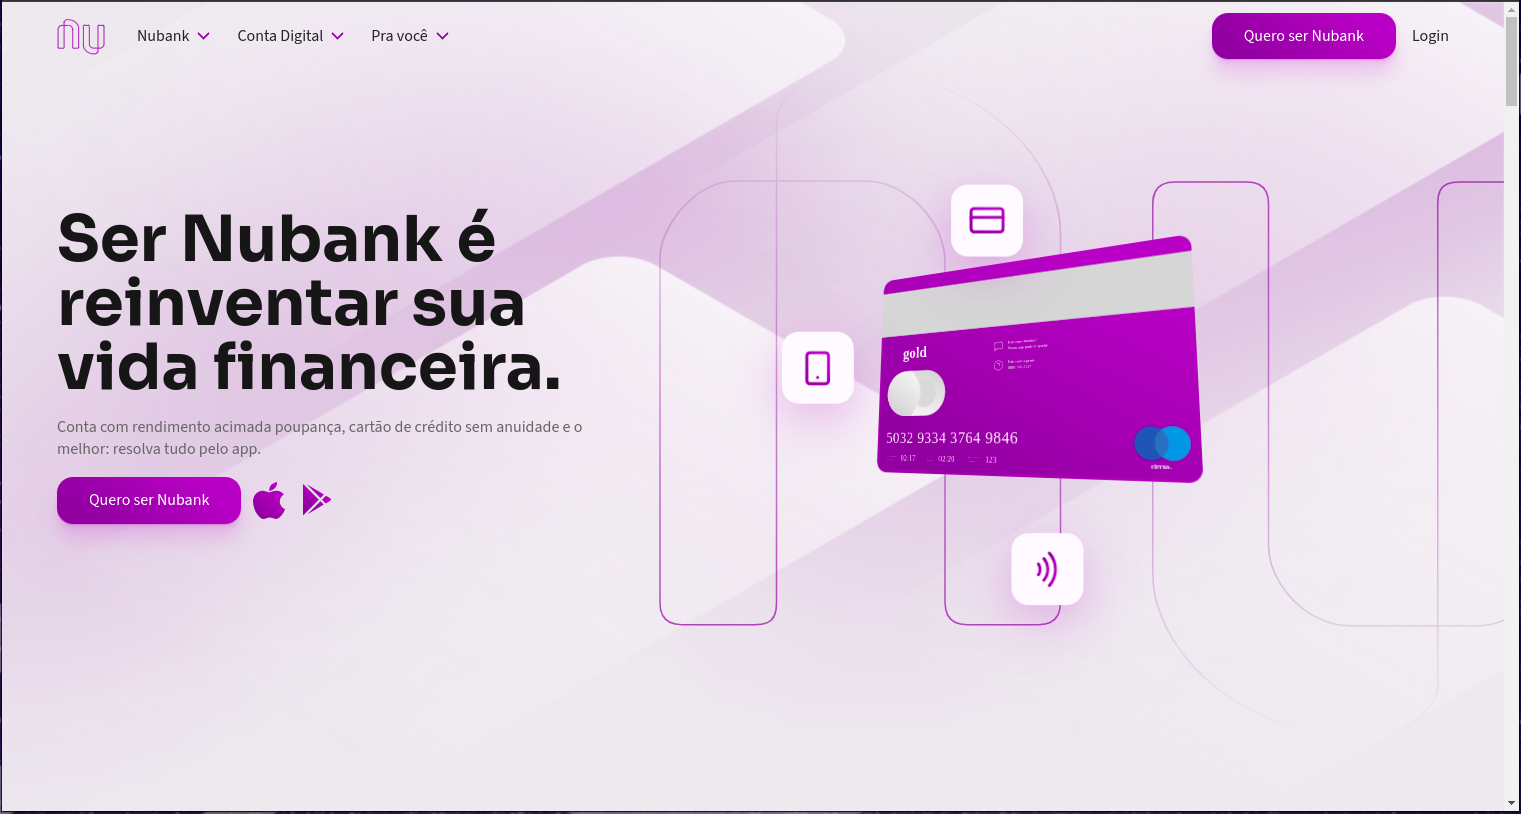 nu
Nubank
Conta Digital
Pra você
Quero ser Nubank
Login
Ser Nubank é
reinventar sua
vida financeira.
Conta com rendimento acimada poupança, cartão de crédito sem anuidade e o
melhor: resolva tudo pelo app.
Quero ser Nubank
gold
5032 9334 3764 9846
02/17 02/20 123
cirrus.